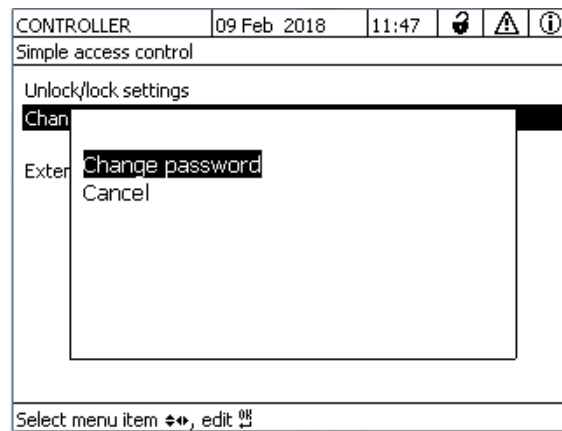 CONTROLLER 09 Feb 2018 11:47
Simple access control
Unlock/lock settings
Chan
Exter
Change password
Cancel
Select menu item, edit OK